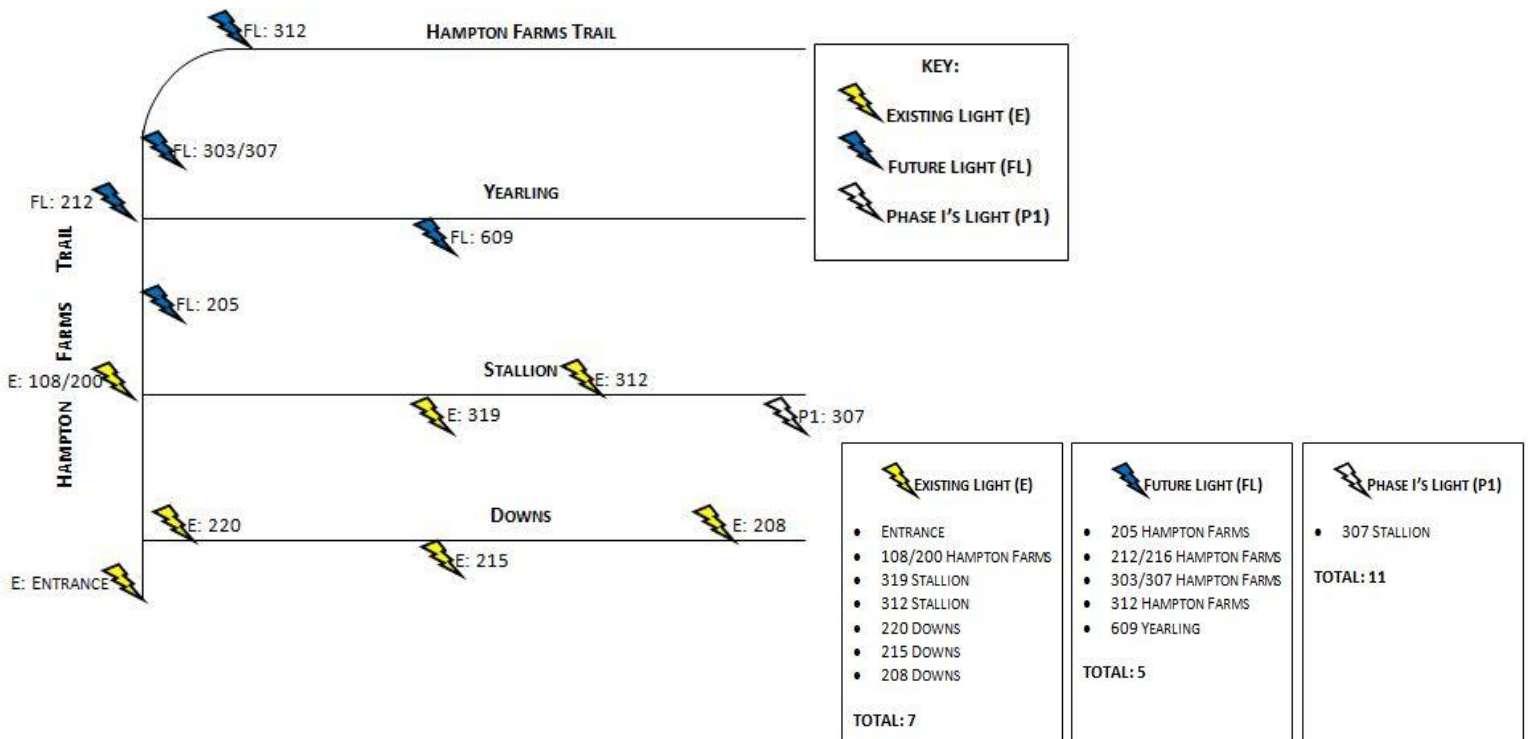 FL: 312
HAMPTON FARMS TRAIL
KEY:
EXISTING LIGHT (E)
FUTURE LIGHT (FL)
PHASE I'S LIGHT (P1)
FL: 303/307
FL: 212
YEARLING
FL: 609
HAMPTON FARMS TRAIL
FL: 205
E: 108/200
STALLION
E: 312
E: 319
P1: 307
E: 220
DOWNS
E: 208
E: 215
E: ENTRANCE
EXISTING LIGHT (E)
• ENTRANCE
• 108/200 HAMPTON FARMS
• 319 STALLION
• 312 STALLION
• 220 DOWNS
• 215 DOWNS
• 208 DOWNS
TOTAL: 7
FUTURE LIGHT (FL)
• 205 HAMPTON FARMS
• 212/216 HAMPTON FARMS
• 303/307 HAMPTON FARMS
• 312 HAMPTON FARMS
• 609 YEARLING
TOTAL: 5
PHASE I'S LIGHT (P1)
• 307 STALLION
TOTAL: 11